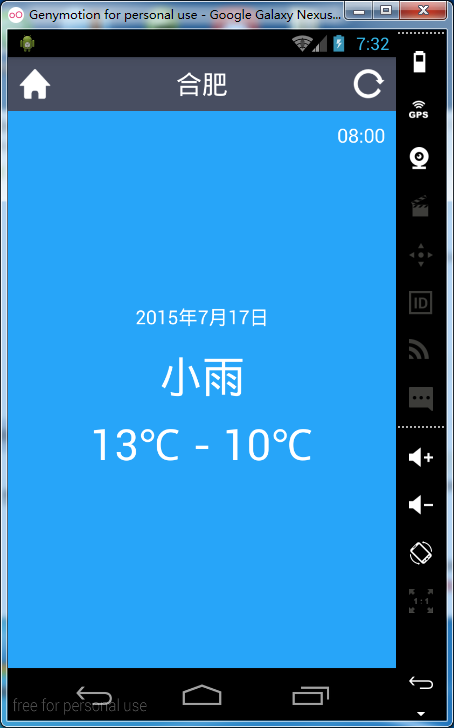 Genymotion for personal use - Google Galaxy Nexus...
7:32
合肥
GPS
08:00
ID
2015年7月17日
小雨
13℃ - 10℃
1:1
free for personal use